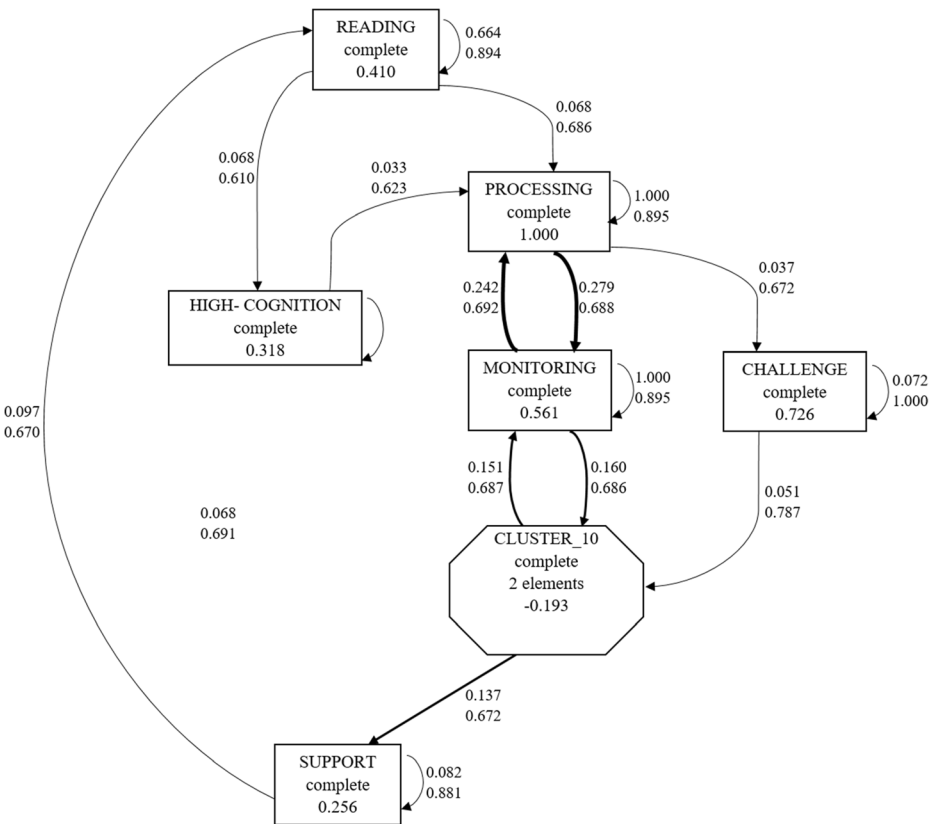 READING
complete
0.410
0.664
0.894
0.068
0.686
0.068
0.610
0.033
0.623
PROCESSING
complete
1.000
1.000
0.895
0.037
0.672
0.242
0.692
0.279
0.688
HIGH- COGNITION
complete
0.318
MONITORING
complete
0.561
1.000
0.895
CHALLENGE
complete
0.726
0.072
1.000
0.097
0.670
0.151
0.687
0.160
0.686
0.051
0.787
0.068
0.691
CLUSTER_10
complete
2 elements
-0.193
0.137
0.672
SUPPORT
complete
0.256
0.082
0.881